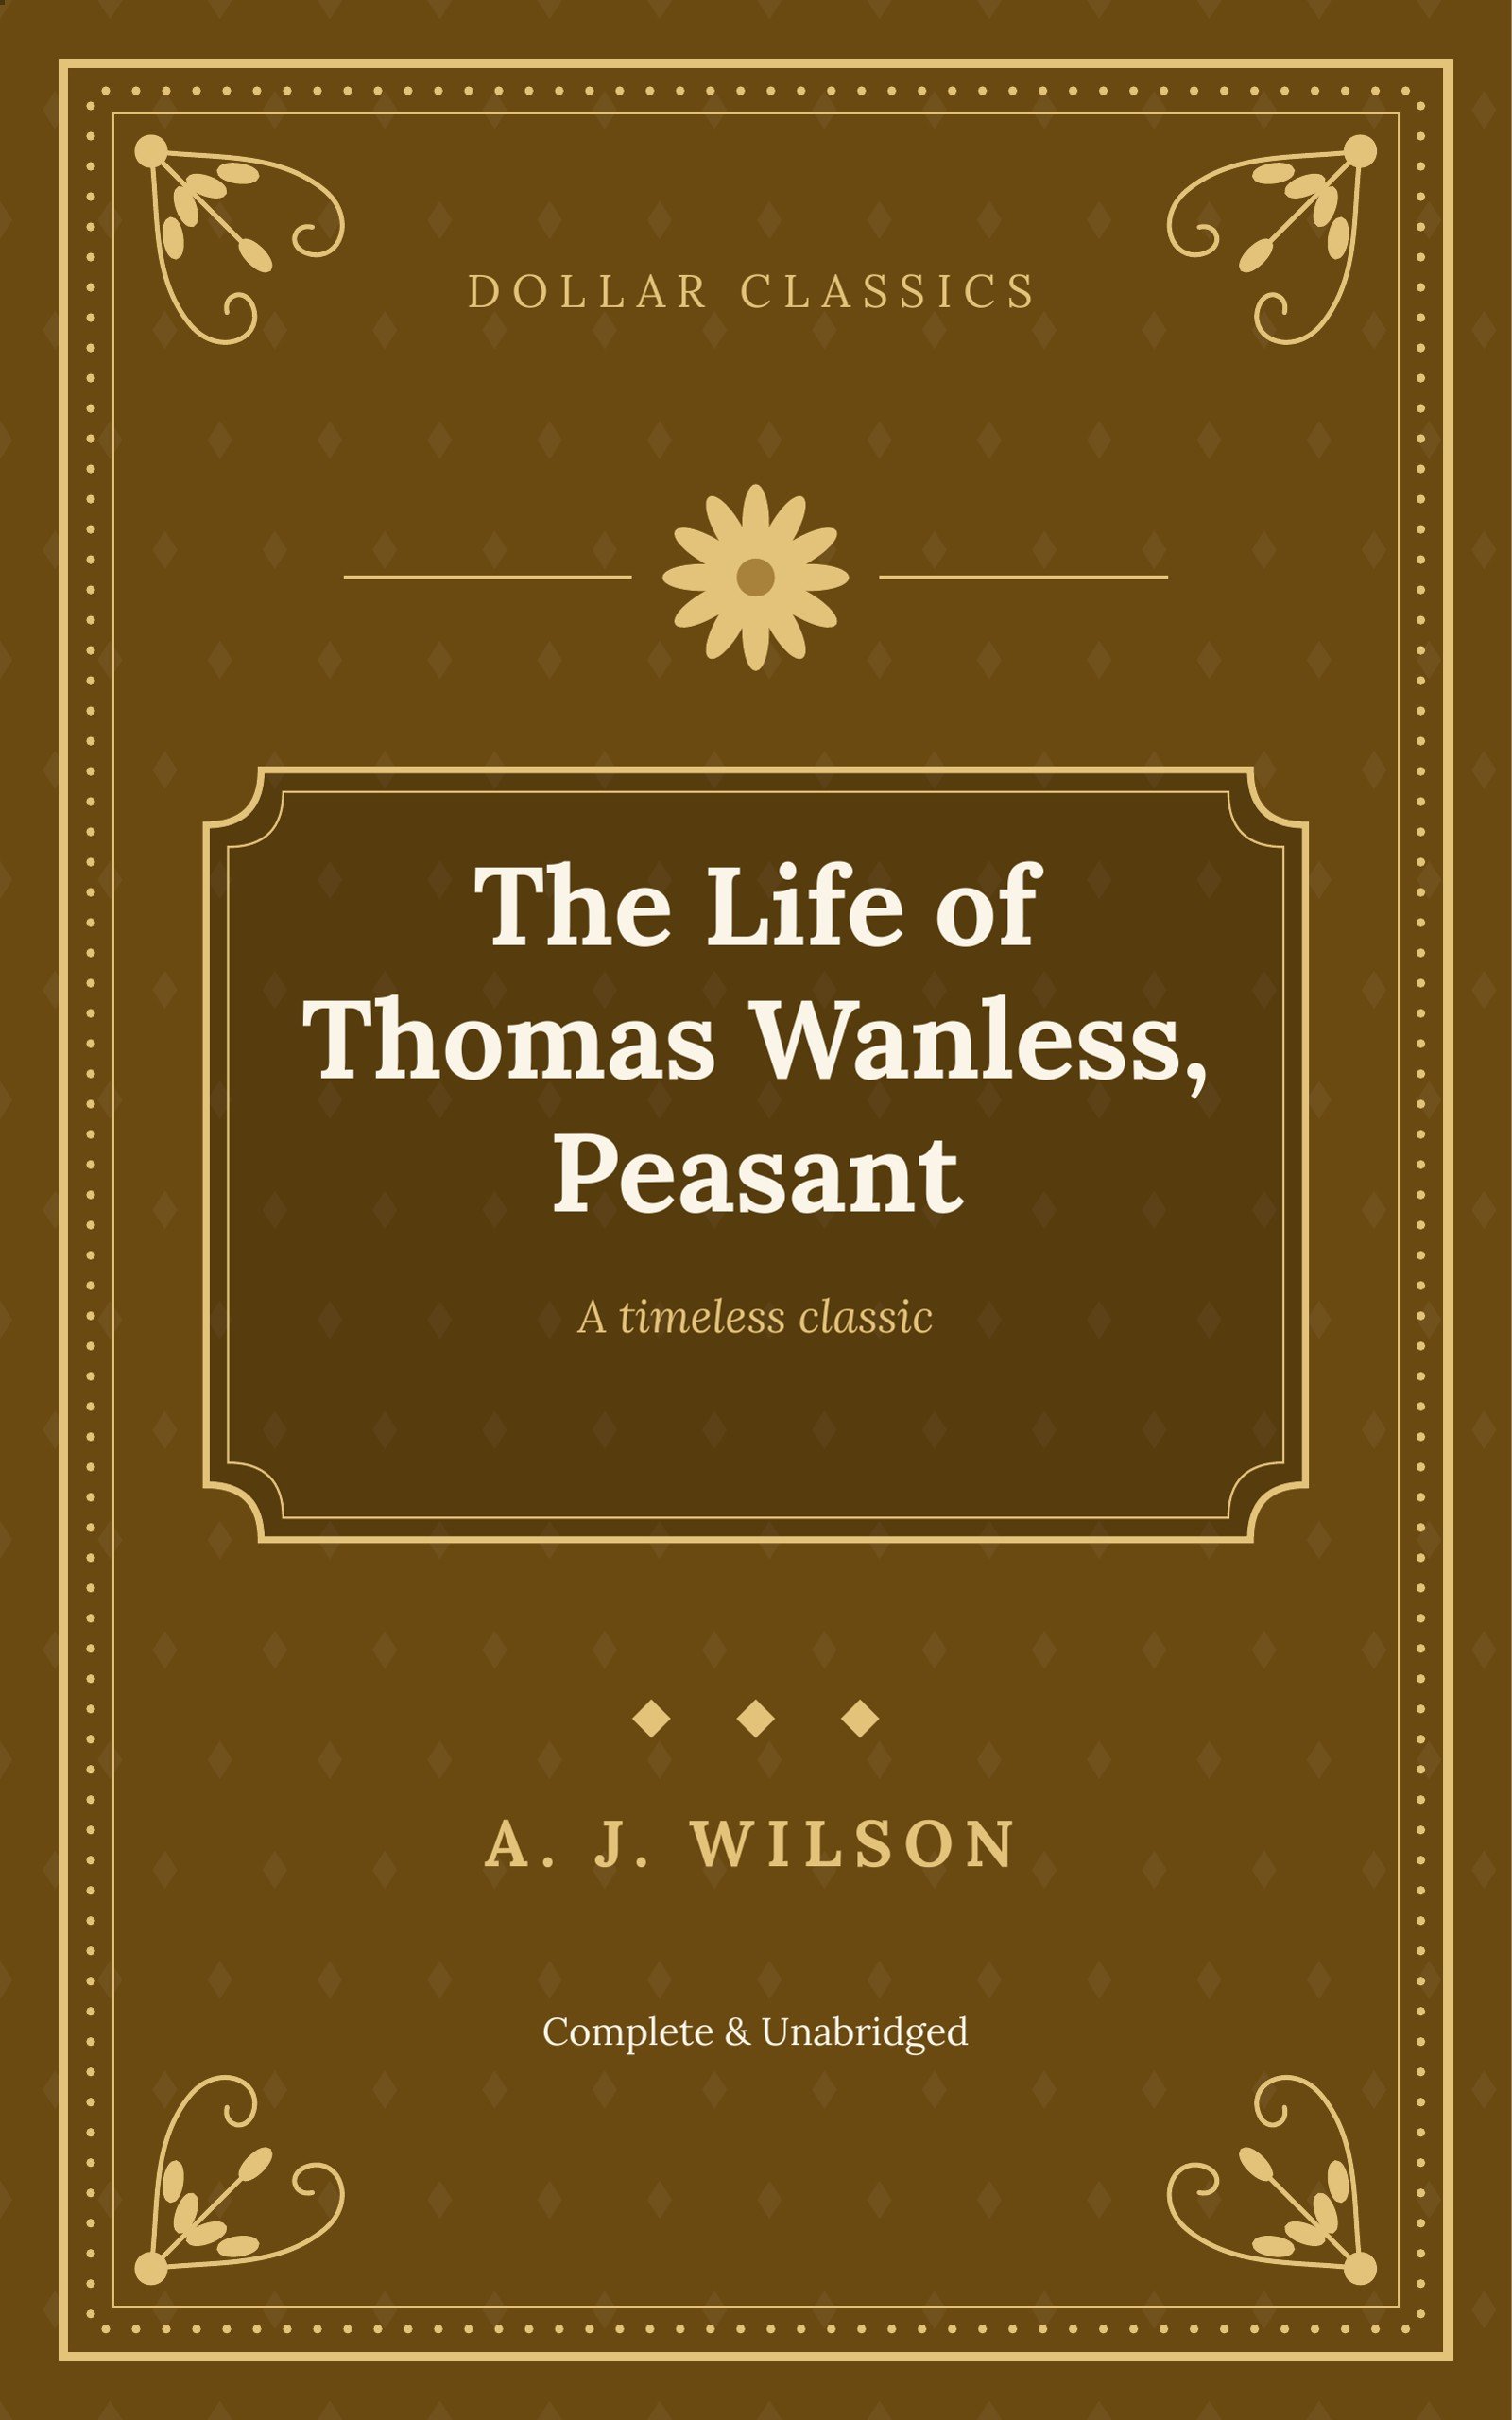 DOLLAR CLASSICS
The Life of
Thomas Wanless,
Peasant
A timeless classic
A. J. WILSON
Complete & Unabridged